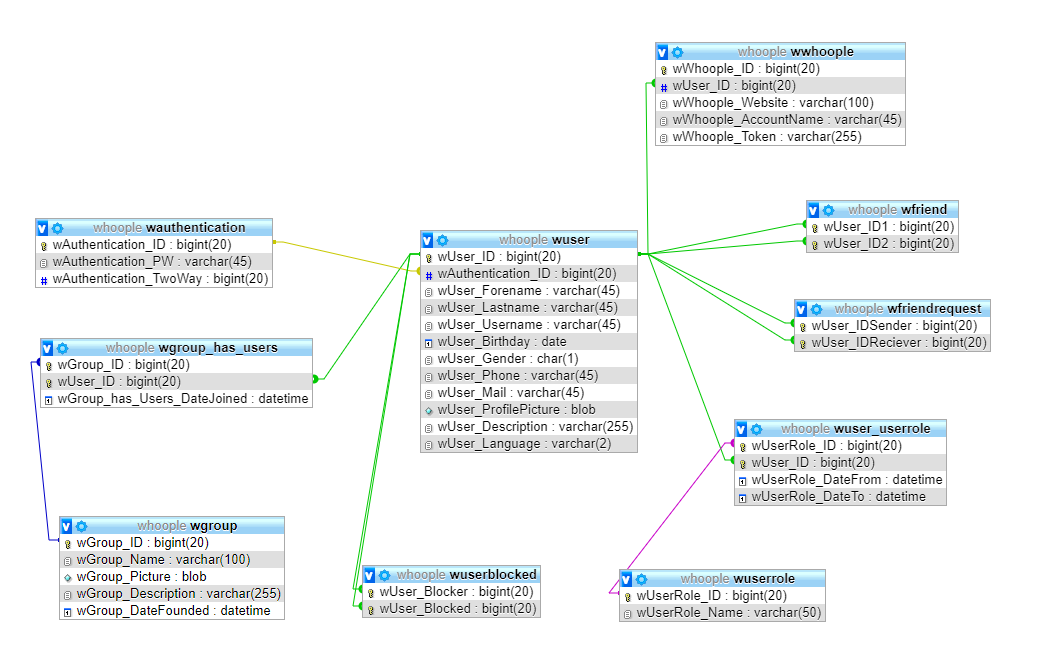 whoople wwhoople
wWhoople_ID : bigint(20)
wUser_ID : bigint(20)
wWhoople_Website : varchar(100)
wWhoople_AccountName : varchar(45)
wWhoople_Token : varchar(255)
whoople wauthentication
wAuthentication_ID : bigint(20)
wAuthentication_PW : varchar(45)
wAuthentication_TwoWay : bigint(20)
whoople wuser
wUser_ID : bigint(20)
wAuthentication_ID : bigint(20)
wUser_Forename : varchar(45)
wUser_Lastname : varchar(45)
wUser_Username : varchar(45)
wUser_Birthday : date
wUser_Gender : char(1)
wUser_Phone : varchar(45)
wUser_Mail : varchar(45)
wUser_ProfilePicture : blob
wUser_Description : varchar(255)
wUser_Language : varchar(2)
whoople wfriend
wUser_ID1 : bigint(20)
wUser_ID2 : bigint(20)
whoople wfriendrequest
wUser_IDSender : bigint(20)
wUser_IDReciever : bigint(20)
whoople wgroup_has_users
wGroup_ID : bigint(20)
wUser_ID : bigint(20)
wGroup_has_Users_DateJoined : datetime
whoople wuser_userrole
wUserRole_ID : bigint(20)
wUser_ID : bigint(20)
wUserRole_DateFrom : datetime
wUserRole_DateTo : datetime
whoople wgroup
wGroup_ID : bigint(20)
wGroup_Name : varchar(100)
wGroup_Picture : blob
wGroup_Description : varchar(255)
wGroup_DateFounded : datetime
whoople wuserblocked
wUser_Blocker : bigint(20)
wUser_Blocked : bigint(20)
whoople wuserrole
wUserRole_ID : bigint(20)
wUserRole_Name : varchar(50)